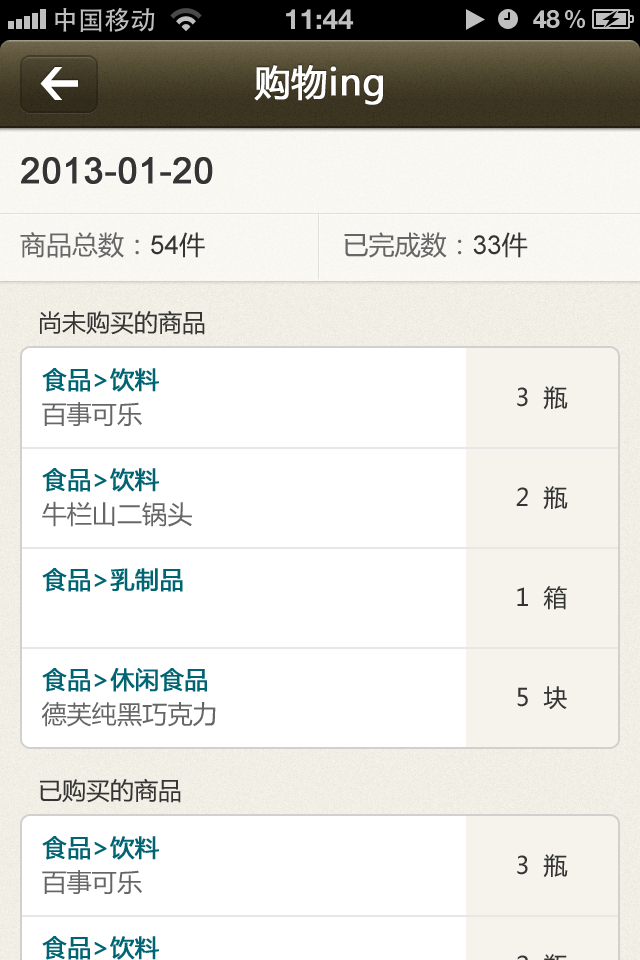 中国移动 11:44 48%
购物ing
2013-01-20
商品总数：54件 已完成数：33件
尚未购买的商品
食品>饮料
百事可乐
3 瓶
食品>饮料
牛栏山二锅头
2 瓶
食品>乳制品
1 箱
食品>休闲食品
德芙纯黑巧克力
5 块
已购买的商品
食品>饮料
百事可乐
3 瓶
食品>饮料